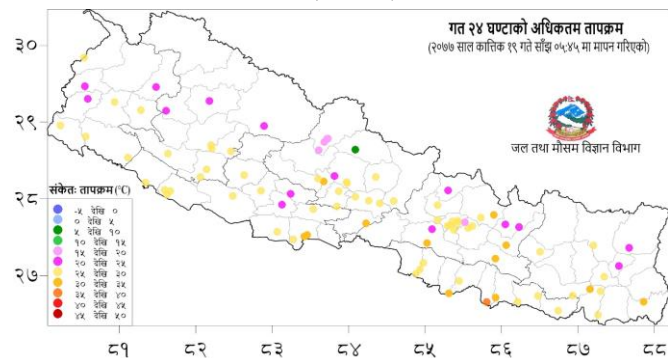 गत २४ घण्टाको अधिकतम तापक्रम
(२०७७ साल कात्तिक १९ गते साँझ ०५:४५ मा मापन गरिएको)
३०
२९
२८
२७
जल तथा मौसम विज्ञान विभाग
संकेतः तापक्रम (°C)
-५ देखि ०
० देखि ५
५ देखि १०
१० देखि १५
१५ देखि २०
२० देखि २५
२५ देखि ३०
३० देखि ३५
३५ देखि ४०
४० देखि ४५
४५ देखि ५०
८१ ८२ ८३ ८४ ८५ ८६ ८७ ८८